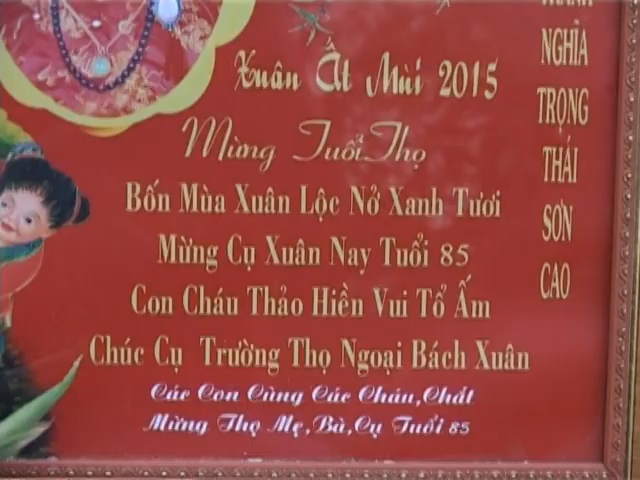 Xuân Ất Mùi 2015
Mừng Tuổi Thọ
Bốn Mùa Xuân Lộc Nở Xanh Tươi
Mừng Cụ Xuân Nay Tuổi 85
Con Cháu Thảo Hiền Vui Tổ Ấm
Chúc Cụ Trường Thọ Ngoại Bách Xuân
Các Con Cùng Các Cháu,Chắt
Mừng Thọ Mẹ,Bà,Cụ Tuổi 85
NGHĨA
TRỌNG
THÁI
SƠN
CAO